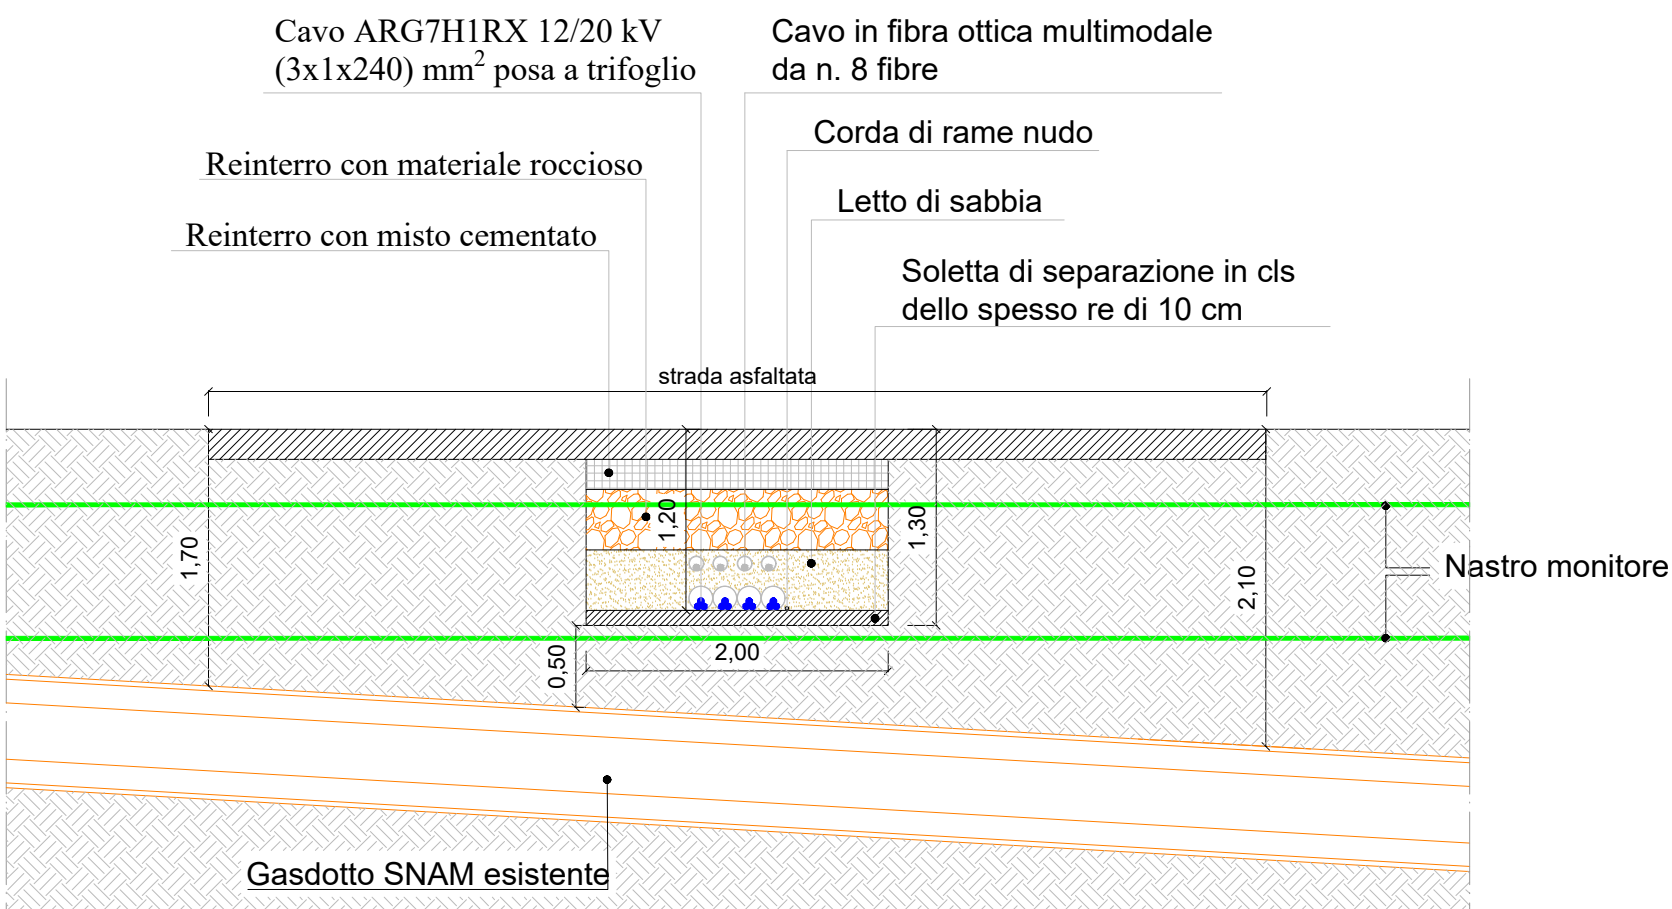 Cavo ARG7H1RX 12/20 kV
(3x1x240) mm² posa a trifoglio
Cavo in fibra ottica multimodale
da n. 8 fibre
Corda di rame nudo
Reinterro con materiale roccioso
Letto di sabbia
Reinterro con misto cementato
Soletta di separazione in cls
dello spesso re di 10 cm
strada asfaltata
1,70
1,20
1,30
2,10
Nastro monitore
0,50
2,00
Gasdotto SNAM esistente